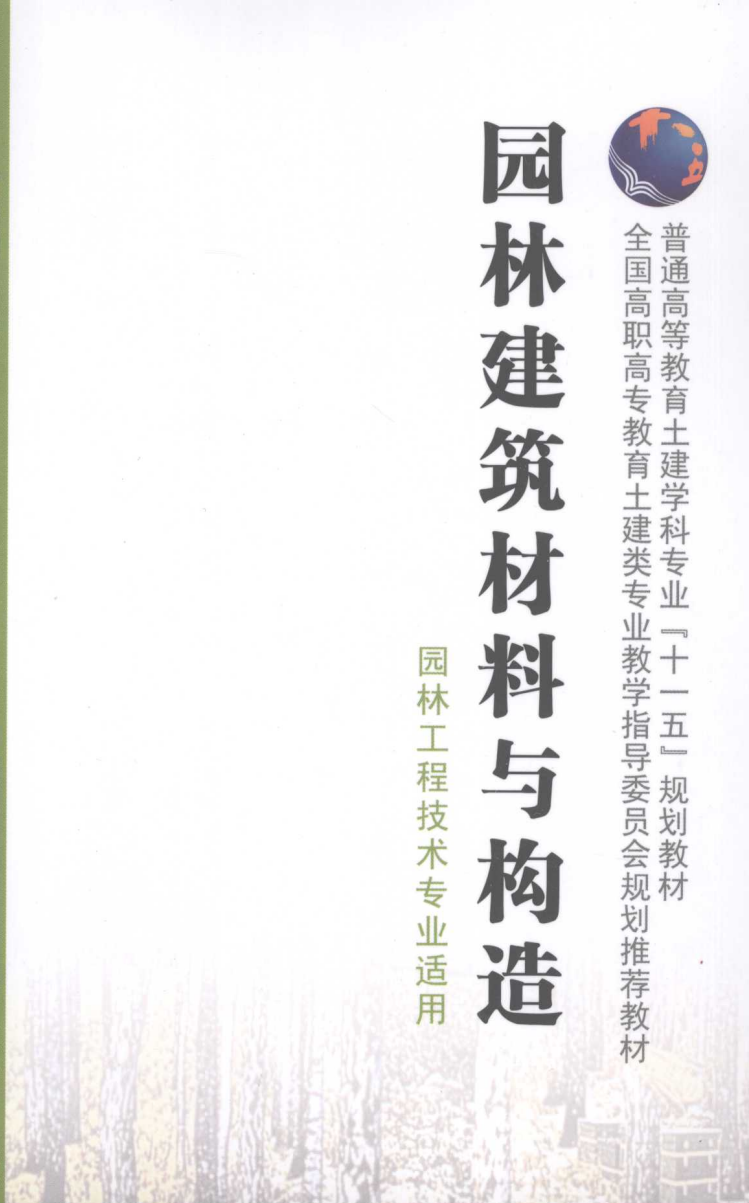 十一·五
普通高等教育土建学科专业『十一五』规划教材
全国高职高专教育土建类专业教学指导委员会规划推荐教材
园林建筑材料与构造
园林工程技术专业适用